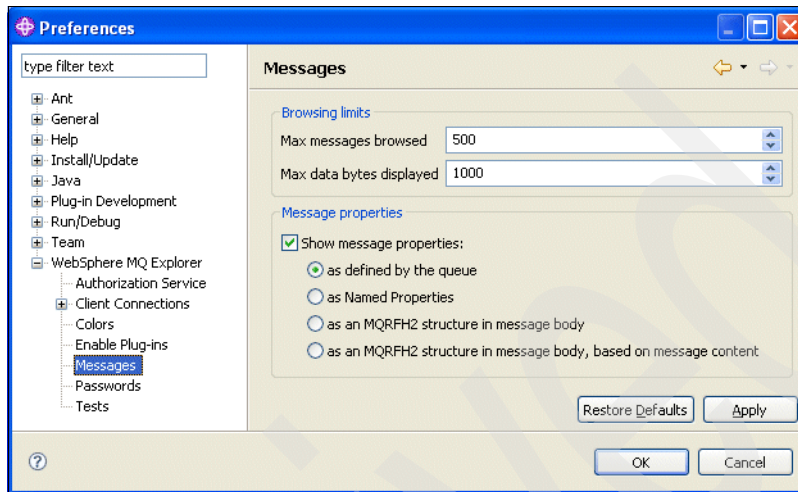 Preferences
type filter text
Ant
General
Help
Install/Update
Java
Plug-in Development
Run/Debug
Team
WebSphere MQ Explorer
Authorization Service
Client Connections
Colors
Enable Plug-ins
Messages
Passwords
Tests
Messages
Browsing limits
Max messages browsed 500
Max data bytes displayed 1000
Message properties
Show message properties:
as defined by the queue
as Named Properties
as an MQRFH2 structure in message body
as an MQRFH2 structure in message body, based on message content
Restore Defaults Apply
OK Cancel